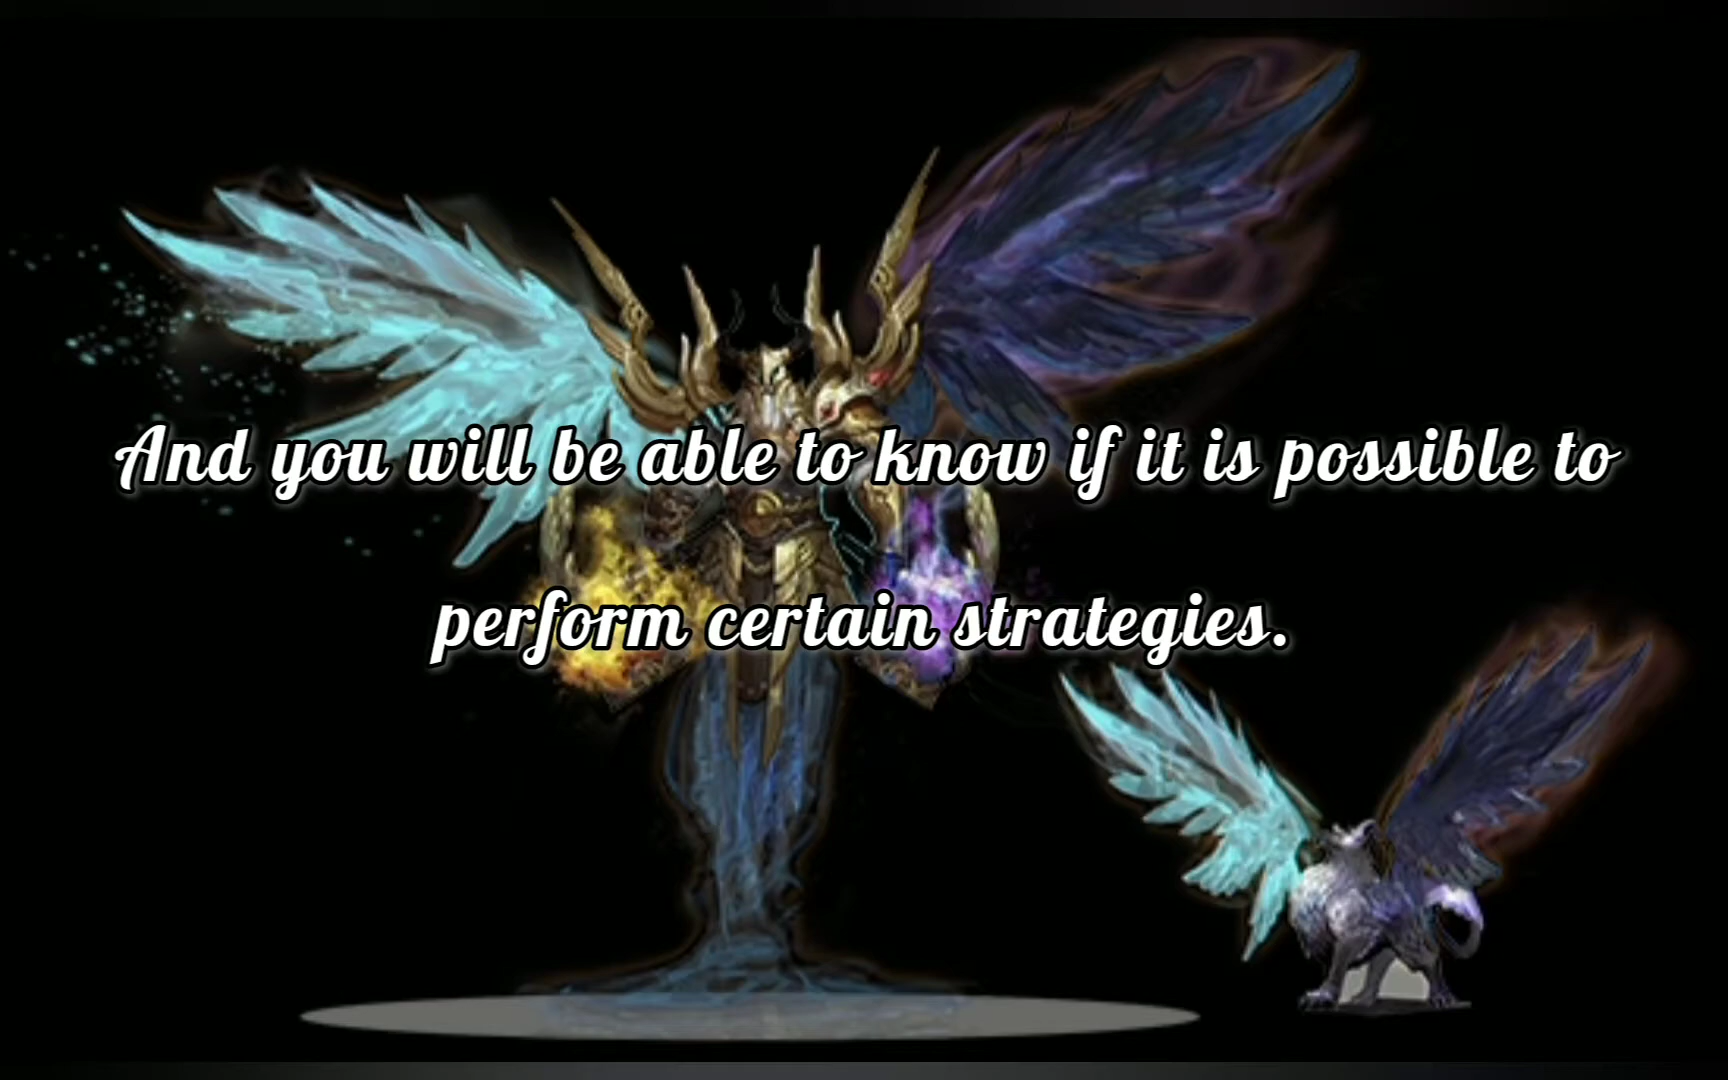 And you will be able to know if it is possible to
perform certain strategies.